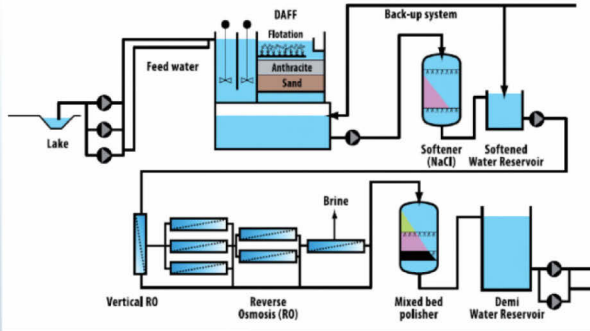 DAFF
Back-up system
Flotation
Feed water
Anthracite
Sand
Lake
Softener
(NaCl)
Softened
Water Reservoir
Brine
Vertical RO
Reverse
Osmosis (RO)
Mixed bed
polisher
Demi
Water Reservoir